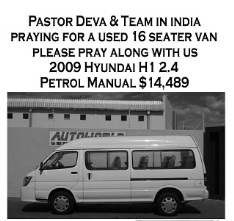 Pastor Deva & Team in india
praying for a used 16 seater van
please pray along with us
2009 Hyundai H1 2.4
Petrol Manual $14,489
AUTOWORLD